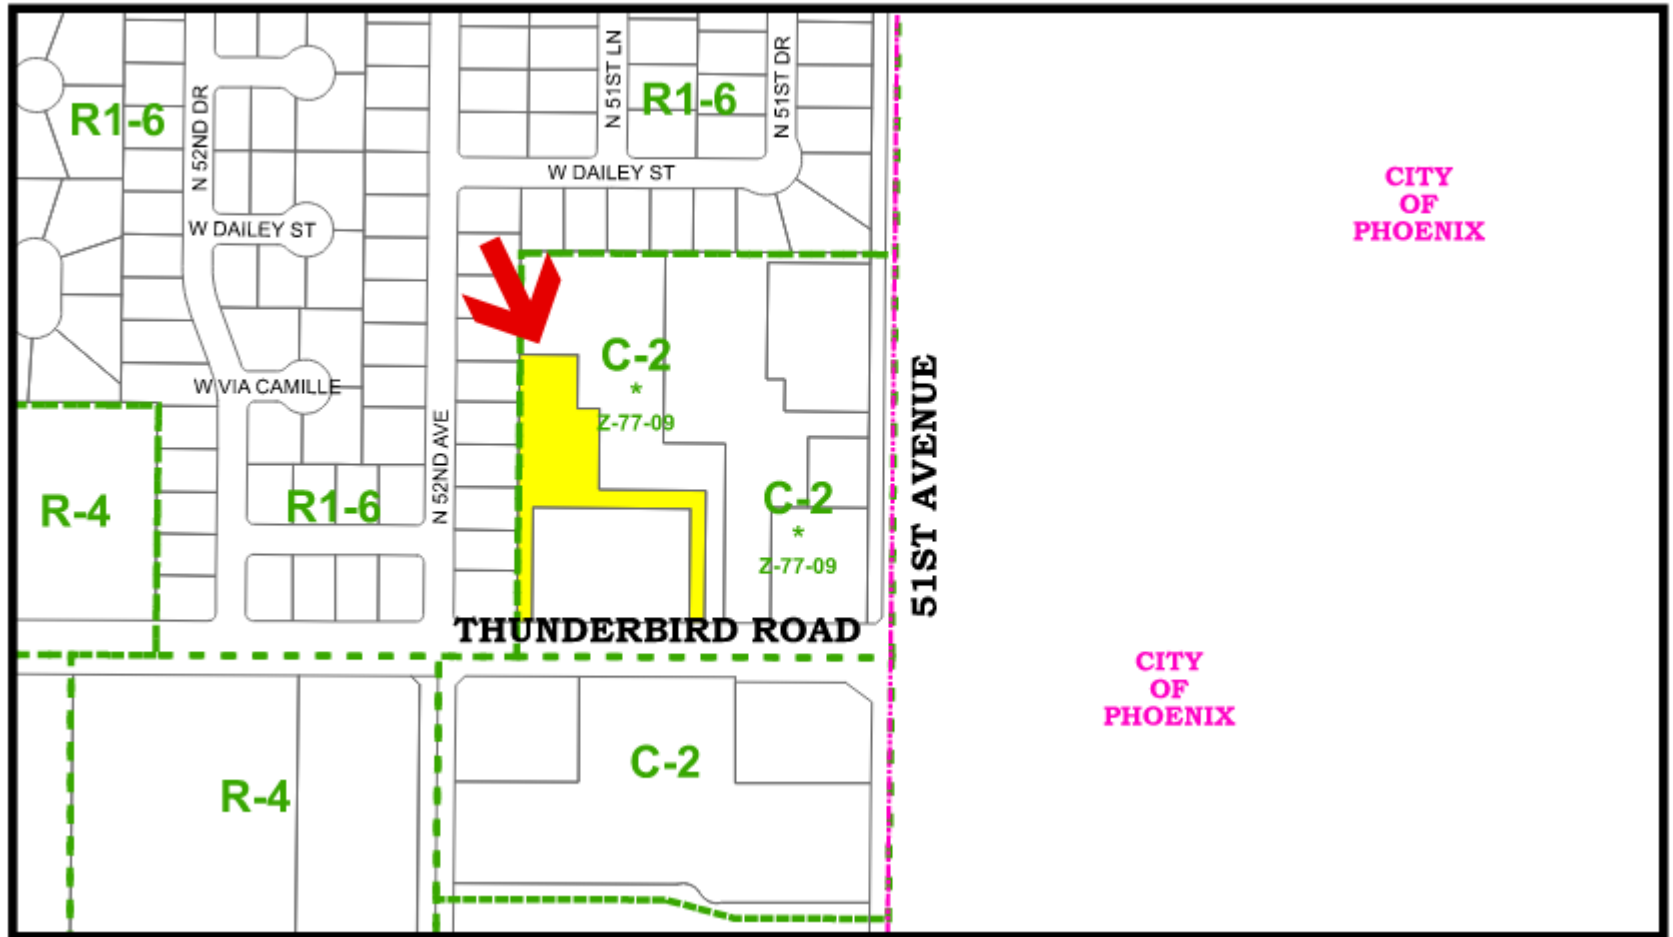 N 51ST LN
N 51ST DR
R1-6
R1-6
N 52ND DR
W DAILEY ST
CITY
OF
PHOENIX
W DAILEY ST
C-2
*
Z-77-09
W VIA CAMILLE
N 52ND AVE
51ST AVENUE
R-4
R1-6
C-2
*
Z-77-09
THUNDERBIRD ROAD
CITY
OF
PHOENIX
C-2
R-4